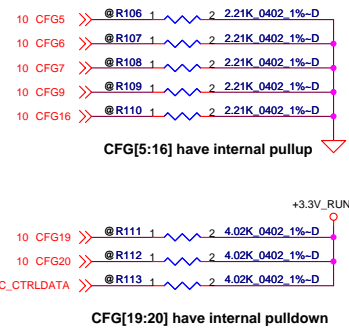 10 CFG5 @R106 1 2 2.21K_0402_1%~D
10 CFG6 @R107 1 2 2.21K_0402_1%~D
10 CFG7 @R108 1 2 2.21K_0402_1%~D
10 CFG9 @R109 1 2 2.21K_0402_1%~D
10 CFG16 @R110 1 2 2.21K_0402_1%~D
CFG[5:16] have internal pullup
+3.3V_RUN
10 CFG19 @R111 1 2 4.02K_0402_1%~D
10 CFG20 @R112 1 2 4.02K_0402_1%~D
C_CTRLDATA @R113 1 2 4.02K_0402_1%~D
CFG[19:20] have internal pulldown